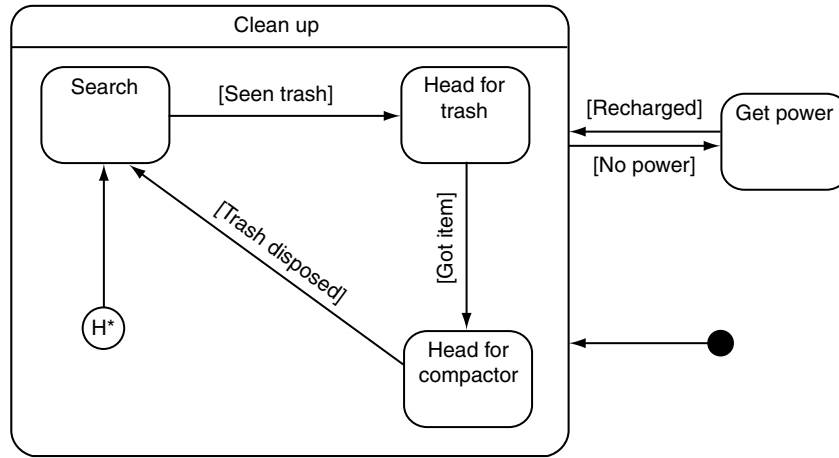 Clean up
Search
[Seen trash]
Head for
trash
[Recharged]
Get power
[No power]
[Trash disposed]
[Got item]
H*
Head for
compactor